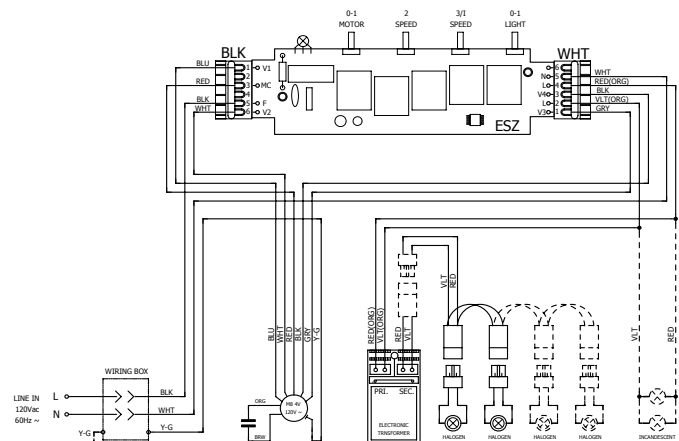 0-1 MOTOR
2 SPEED
3/I SPEED
0-1 LIGHT
BLK
WHT
BLU
RED
BLK
WHT
1
2
3
4
5
6
V1
MC
F
V2
ESZ
N
L
V4
L
V3
6
5
4
3
2
1
WHT
RED(ORG)
BLK
VLT(ORG)
GRY
BLU
WHT
RED
BLK
GRY
Y-G
RED(ORG)
VLT(ORG)
RED
VLT
VLT
RED
VLT
RED
WIRING BOX
LINE IN
120Vac
60Hz ~
L
N
Y-G
BLK
WHT
Y-G
ORG
BRW
MB 4V
120V ~
PRI. SEC.
ELECTRONIC
TRNSFORMER
HALOGEN
HALOGEN
HALOGEN
HALOGEN
INCANDESCENT